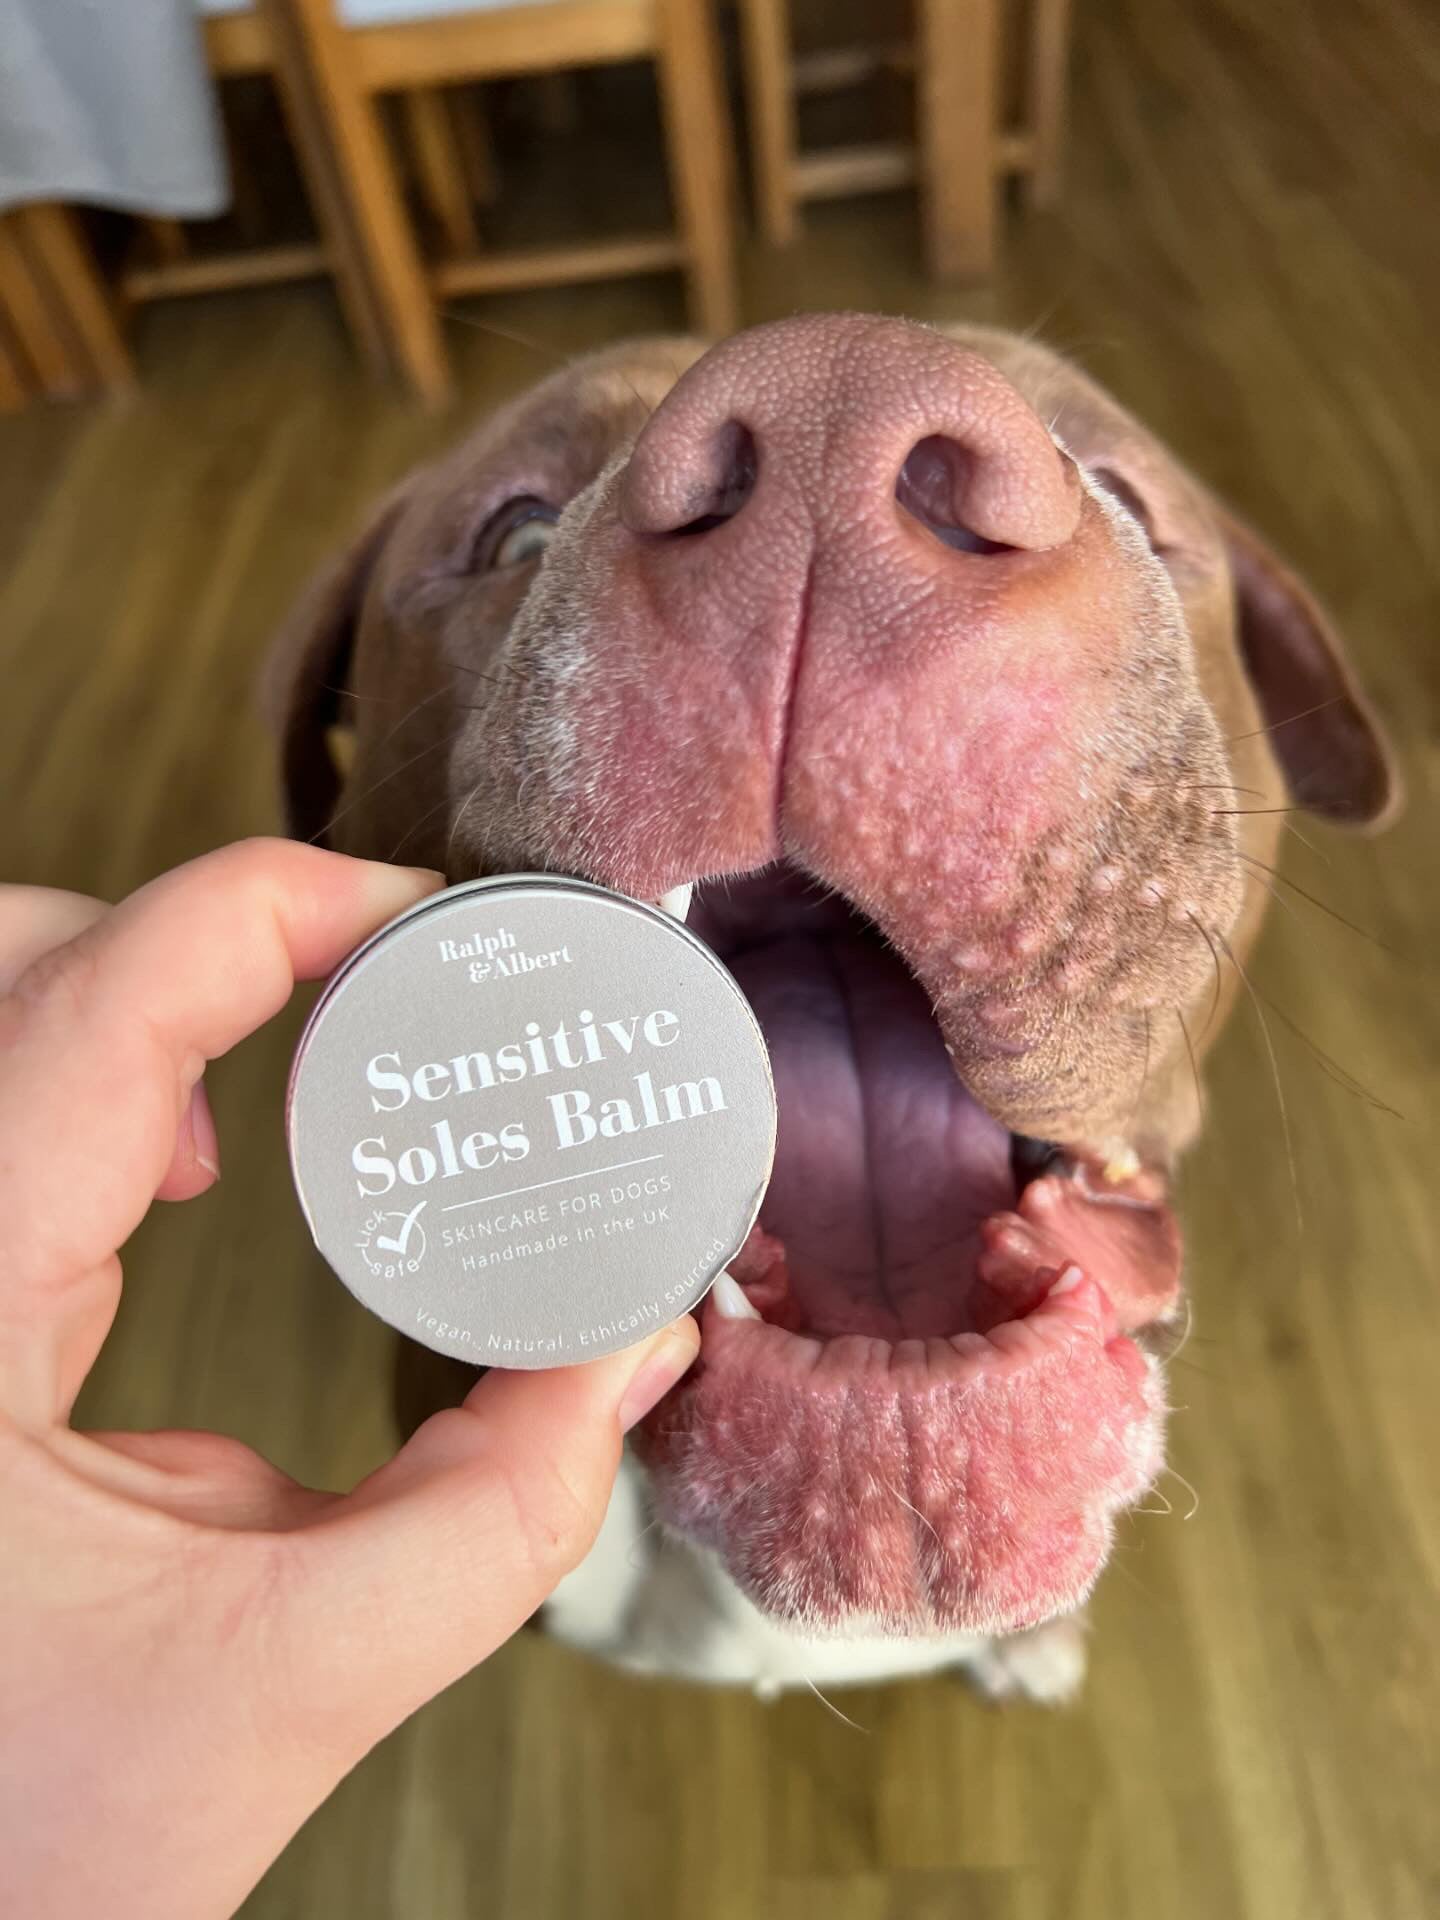 Ralph
&Albert
Sensitive
Soles Balm
Lick
safe
SKINCARE FOR DOGS
Handmade in the UK
Vegan, Natural, Ethically sourced.